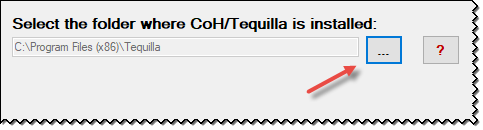 Select the folder where CoH/Tequilla is installed:
C:\Program Files (x86)\Tequilla ... ?